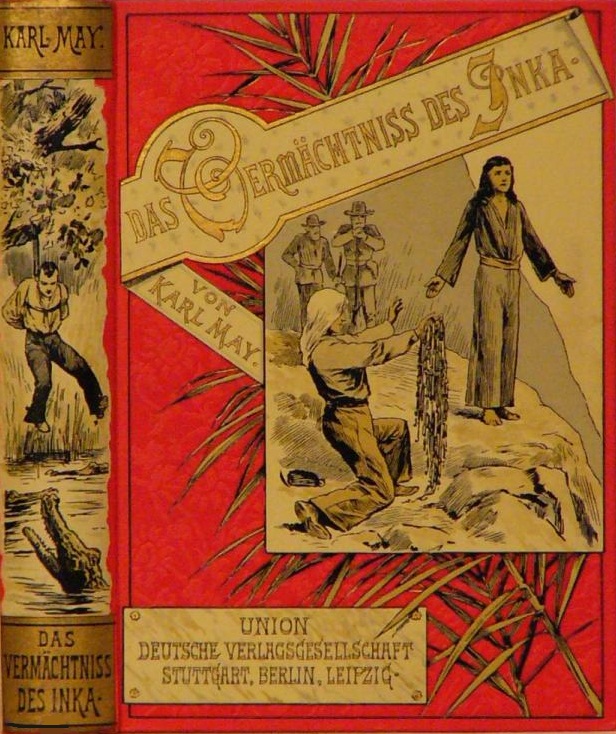 KARL MAY.
DAS VERMÄCHTNISS DES INKA-
VON
KARL MAY
UNION
DEUTSCHE VERLAGSGESELLSCHAFT
STUTTGART, BERLIN, LEIPZIG-
DAS
VERMÄCHTNISS
DES INKA-